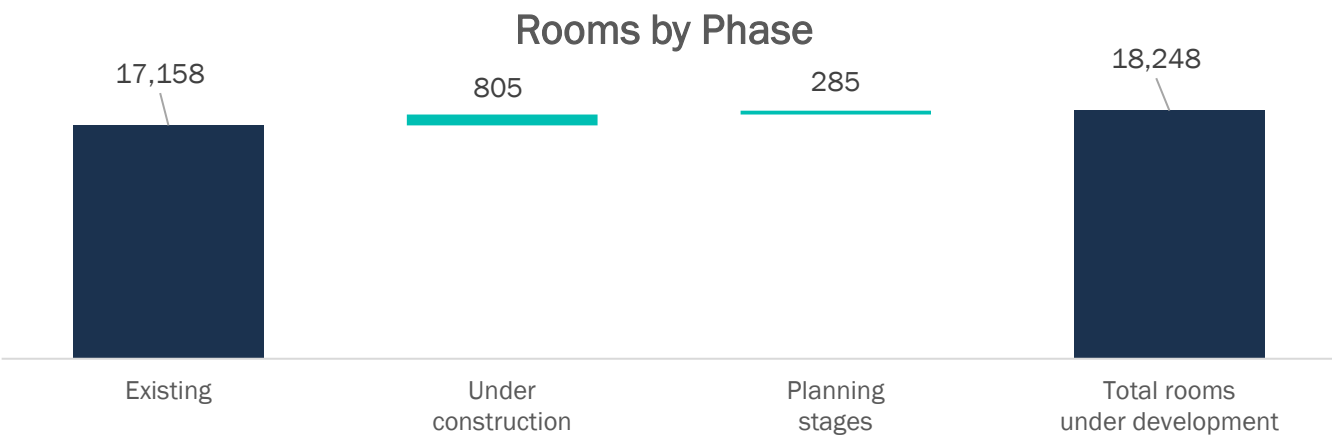 Rooms by Phase
17,158
805
285
18,248
Existing
Under
construction
Planning
stages
Total rooms
under development